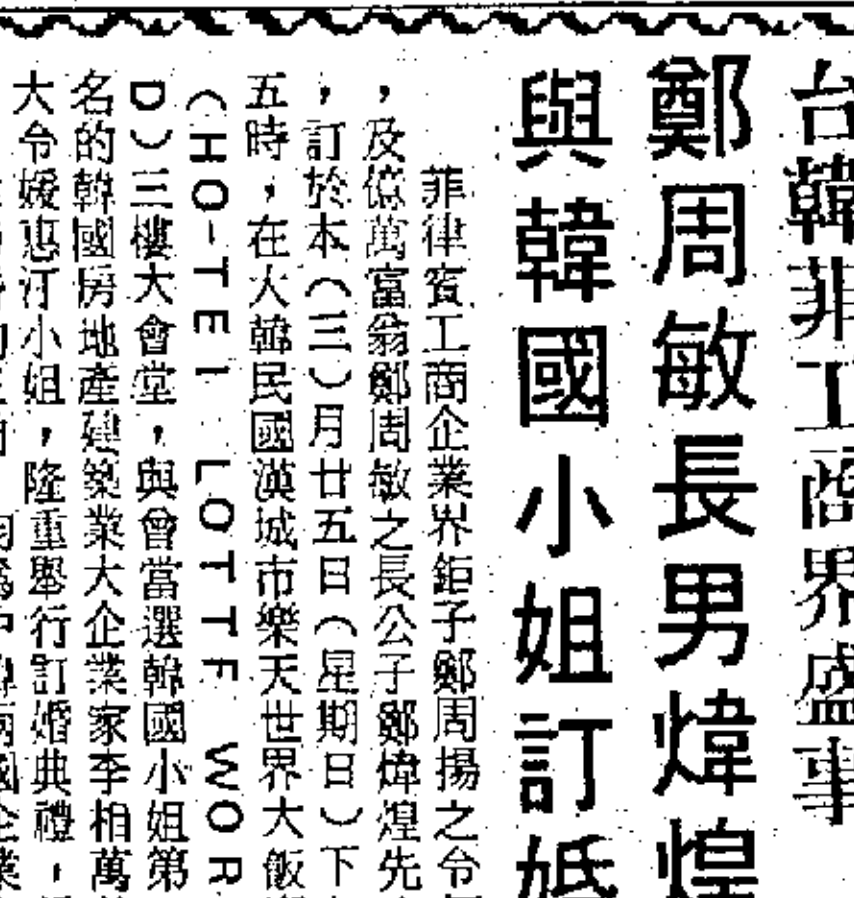 台韓菲工商界盛事
鄭周敏長男煒煌
與韓國小姐訂婚
菲律賓工商企業界鉅子鄭周揚之令
，及億萬富翁鄭周敏之長公子鄭煒煌先
，訂於本（三）月廿五日（星期日）下
五時，在大韓民國漢城市樂天世界大飯
（HO-TEl LOTTF WOR
D）三樓大會堂，與曾當選韓國小姐第
名的韓國房地產建築業大企業家李相萬
大令媛惠汀小姐，隆重舉行訂婚典禮，
企業